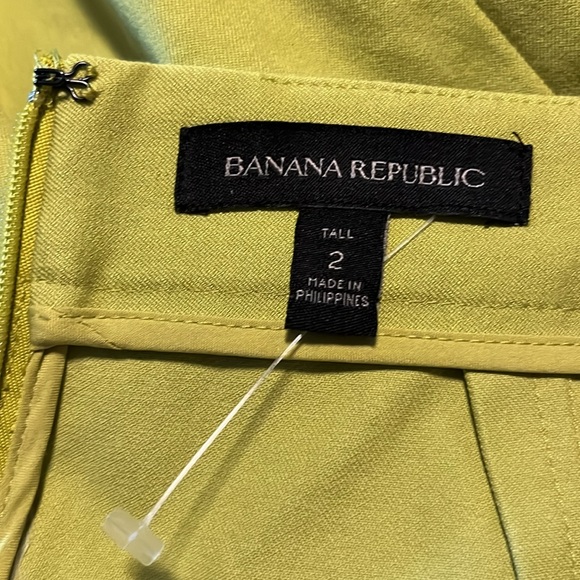 BANANA REPUBLIC
TALL
2
MADE IN
PHILIPPINES